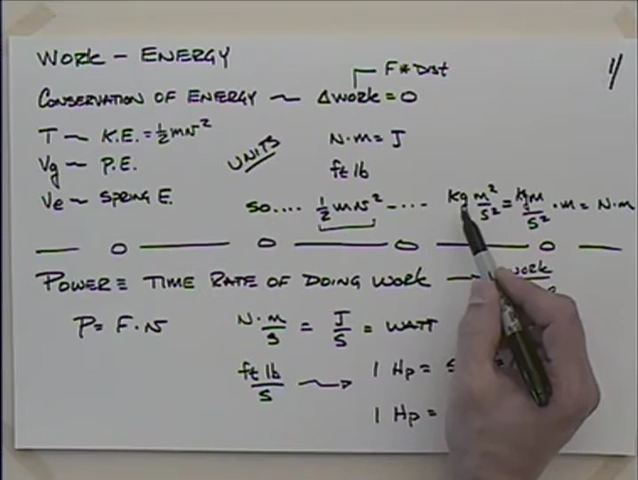 WORK – ENERGY
1/
F * DIST
CONSERVATION OF ENERGY ~ ΔWORK = 0
T ~ K.E. = ½mv²
N·m = J
UNITS
Vg ~ P.E.
ft lb
Ve ~ SPRING E.
SO.... ½mv² .... kg m²/s² = kg m/s² · m = N·m
POWER ≡ TIME RATE OF DOING WORK — WORK
P = F·v
N·m/s = J/s = WATT
ft lb/s → 1 Hp =
1 Hp =